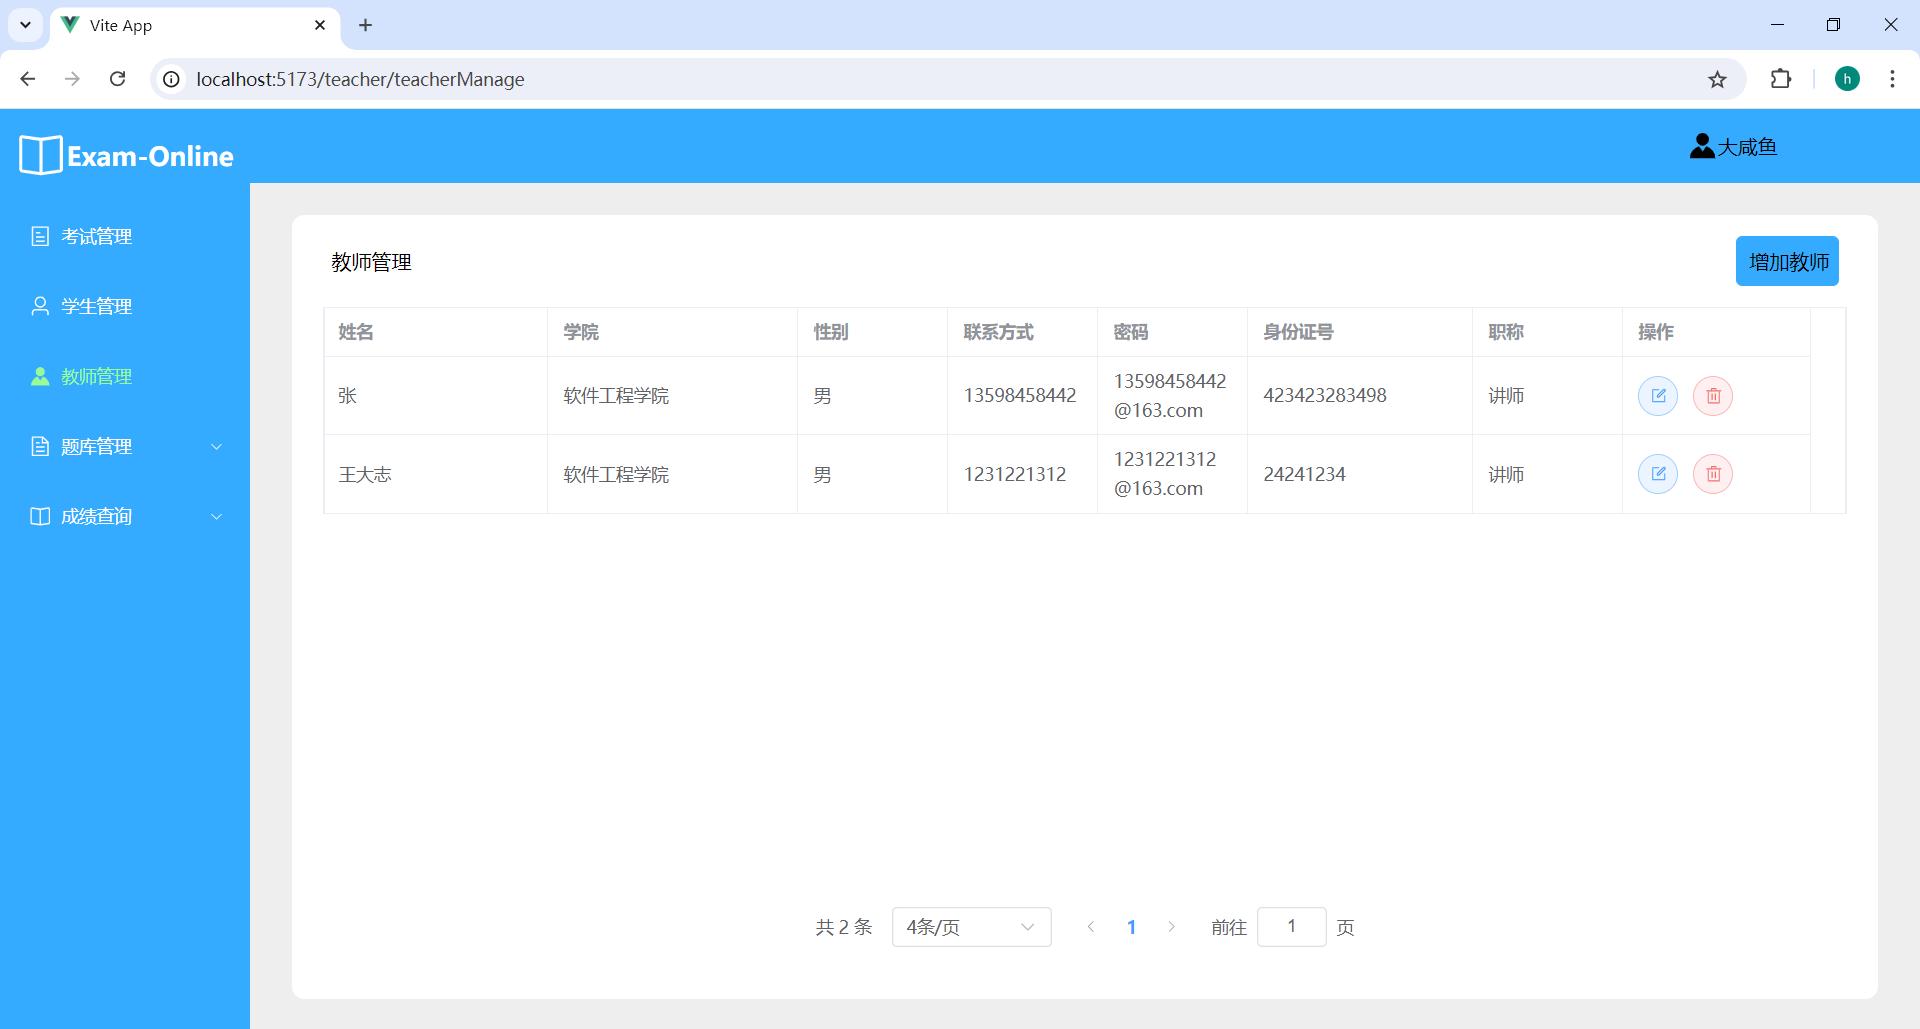 Vite App
localhost:5173/teacher/teacherManage
h
Exam-Online
大咸鱼
考试管理
学生管理
教师管理
题库管理
成绩查询
教师管理
增加教师
姓名 学院 性别 联系方式 密码 身份证号 职称 操作
张 软件工程学院 男 13598458442 13598458442 423423283498 讲师
@163.com
王大志 软件工程学院 男 1231221312 1231221312 24241234 讲师
@163.com
共 2 条 4条/页 1 前往 1 页